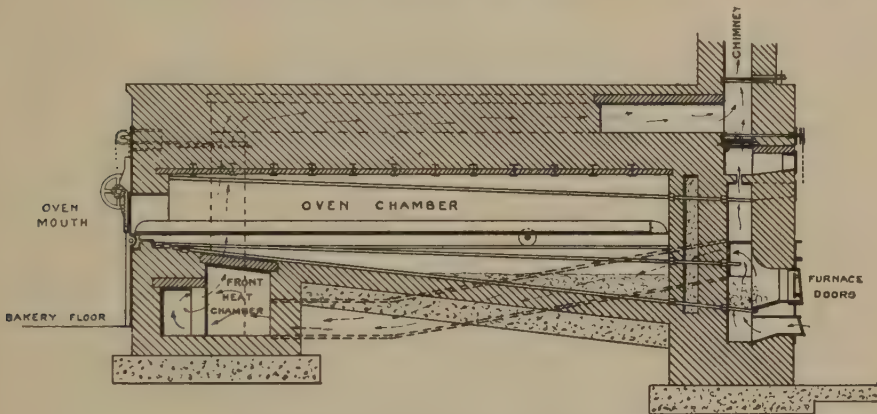 CHIMNEY
OVEN CHAMBER
OVEN
MOUTH
FRONT
HEAT
CHAMBER
FURNACE
DOORS
BAKERY FLOOR